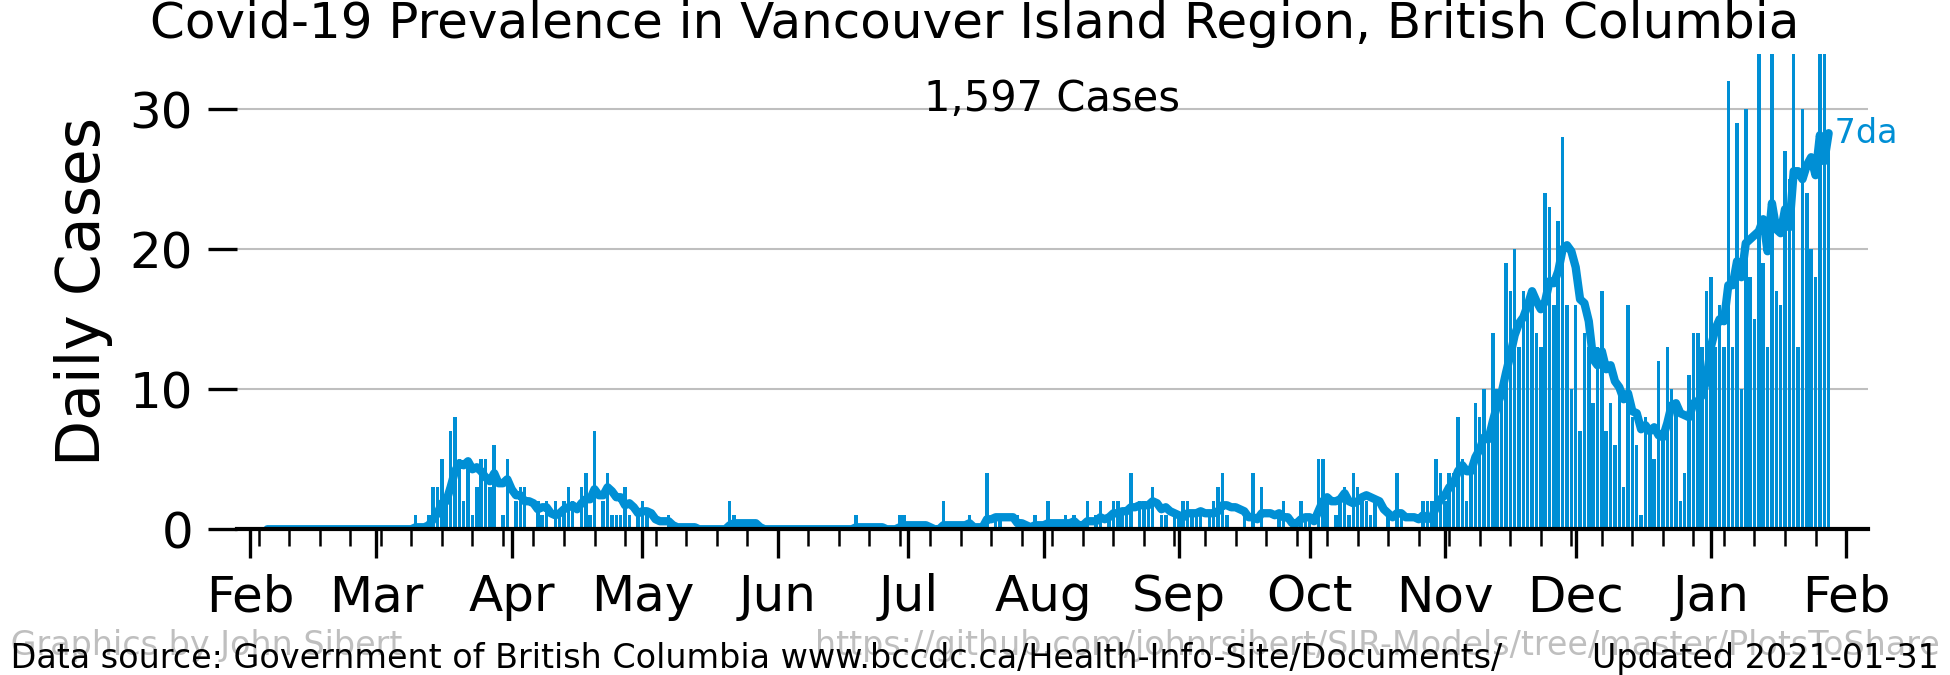 Covid-19 Prevalence in Vancouver Island Region, British Columbia
1,597 Cases
Daily Cases
30
20
10
0
7da
Feb Mar Apr May Jun Jul Aug Sep Oct Nov Dec Jan Feb
Graphics by John Sibert https://github.com/johnrsibert/SIR-Models/tree/master/PlotsToShare
Data source: Government of British Columbia www.bccdc.ca/Health-Info-Site/Documents/ Updated 2021-01-31